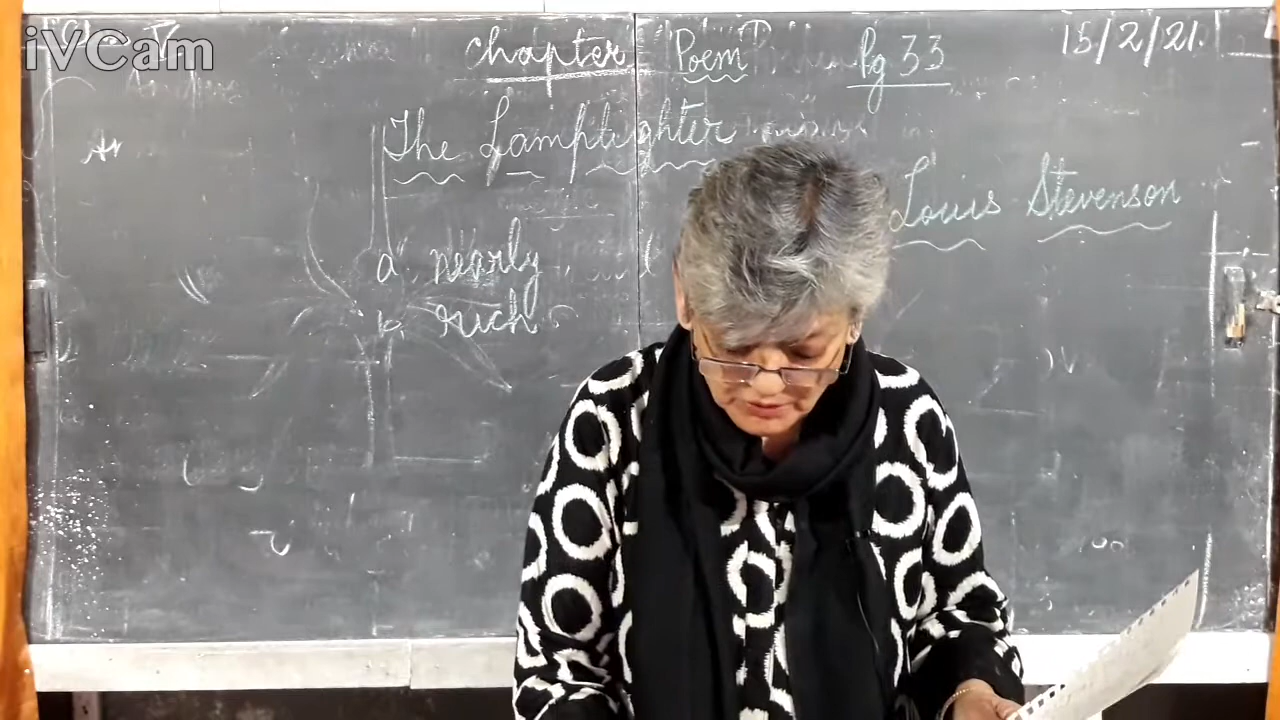 iVCam
chapter Poem Pg 33 15/2/21.
The Lamplighter
Louis Stevenson
a. nearly
b. rich